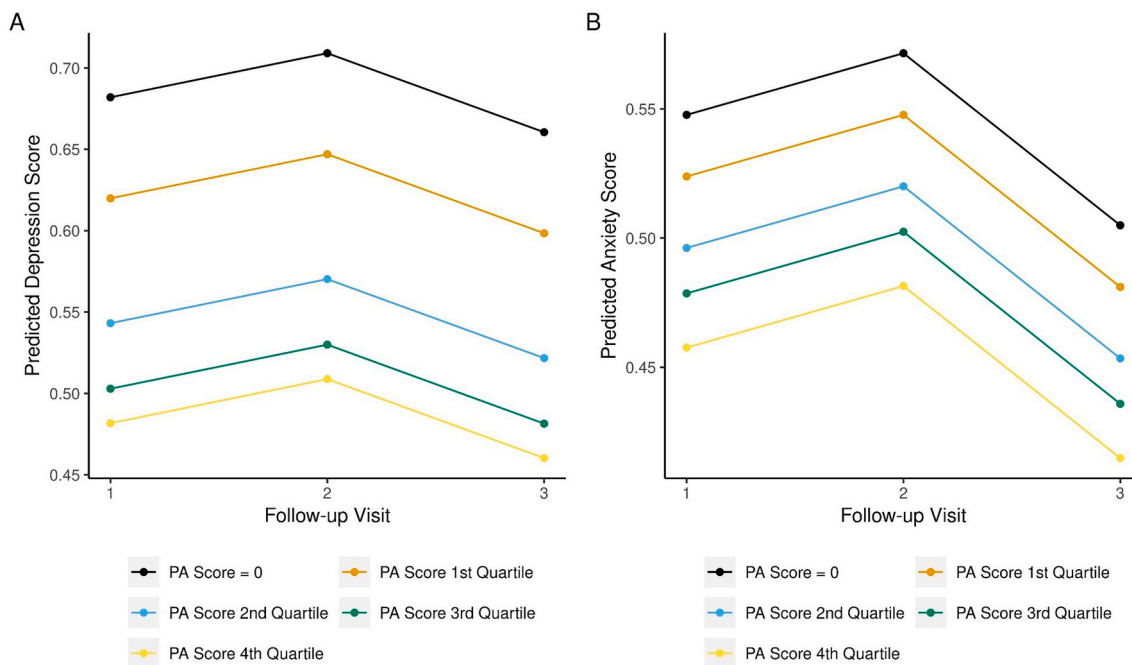 A
Predicted Depression Score
0.70
0.65
0.60
0.55
0.50
0.45
1 2 3
Follow-up Visit
PA Score = 0 PA Score 1st Quartile
PA Score 2nd Quartile PA Score 3rd Quartile
PA Score 4th Quartile
B
Predicted Anxiety Score
0.55
0.50
0.45
1 2 3
Follow-up Visit
PA Score = 0 PA Score 1st Quartile
PA Score 2nd Quartile PA Score 3rd Quartile
PA Score 4th Quartile